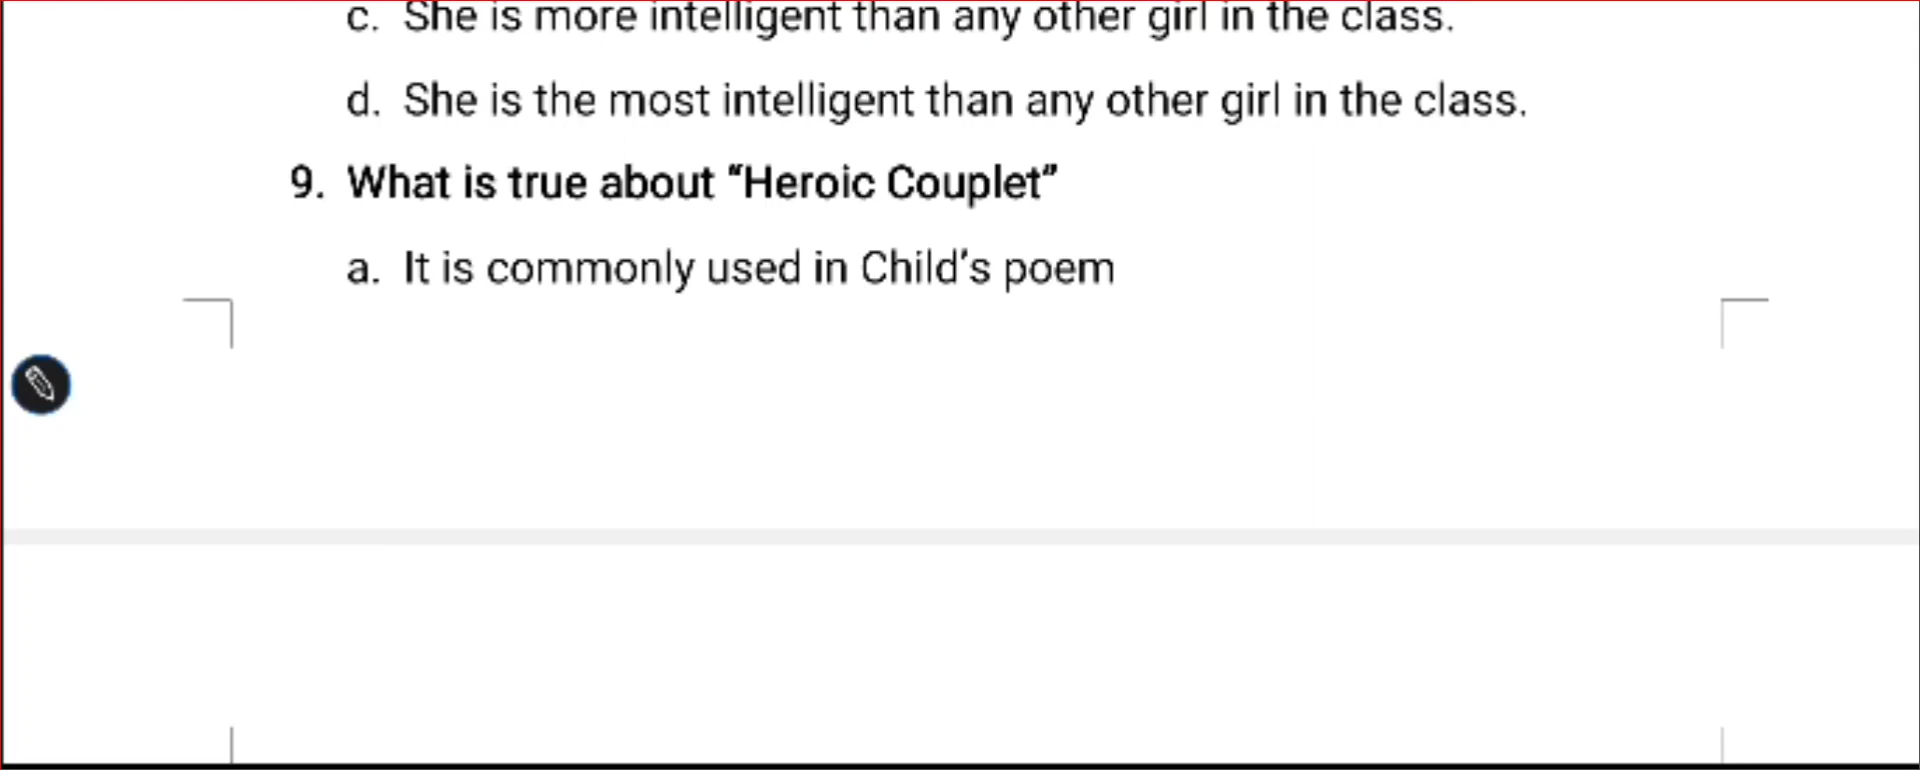 c. She is more intelligent than any other girl in the class.
d. She is the most intelligent than any other girl in the class.
9. What is true about “Heroic Couplet”
a. It is commonly used in Child’s poem